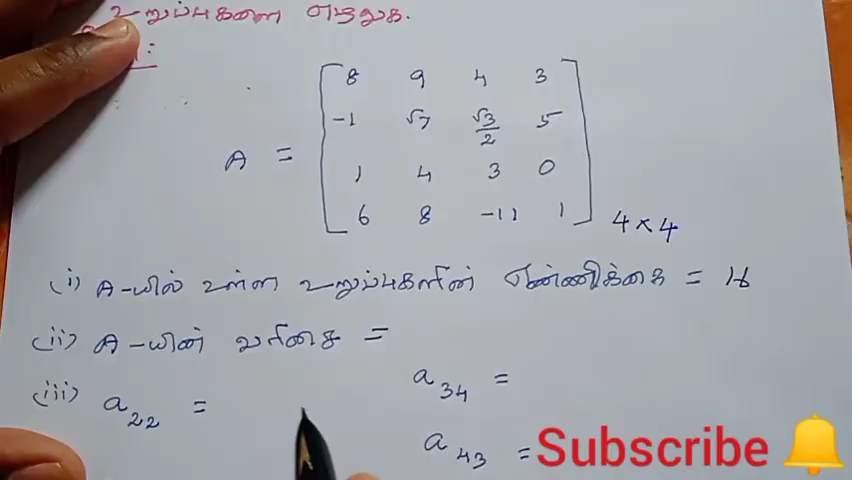 உறுப்புகளை எழுதுக.
:
A = [ 8 9 4 3
-1 √7 √3/2 5
1 4 3 0
6 8 -11 1 ] 4×4
(i) A-யில் உள்ள உறுப்புகளின் எண்ணிக்கை = 16
(ii) A-யின் வரிசை =
(iii) a₂₂ =
a₃₄ =
a₄₃ =
Subscribe